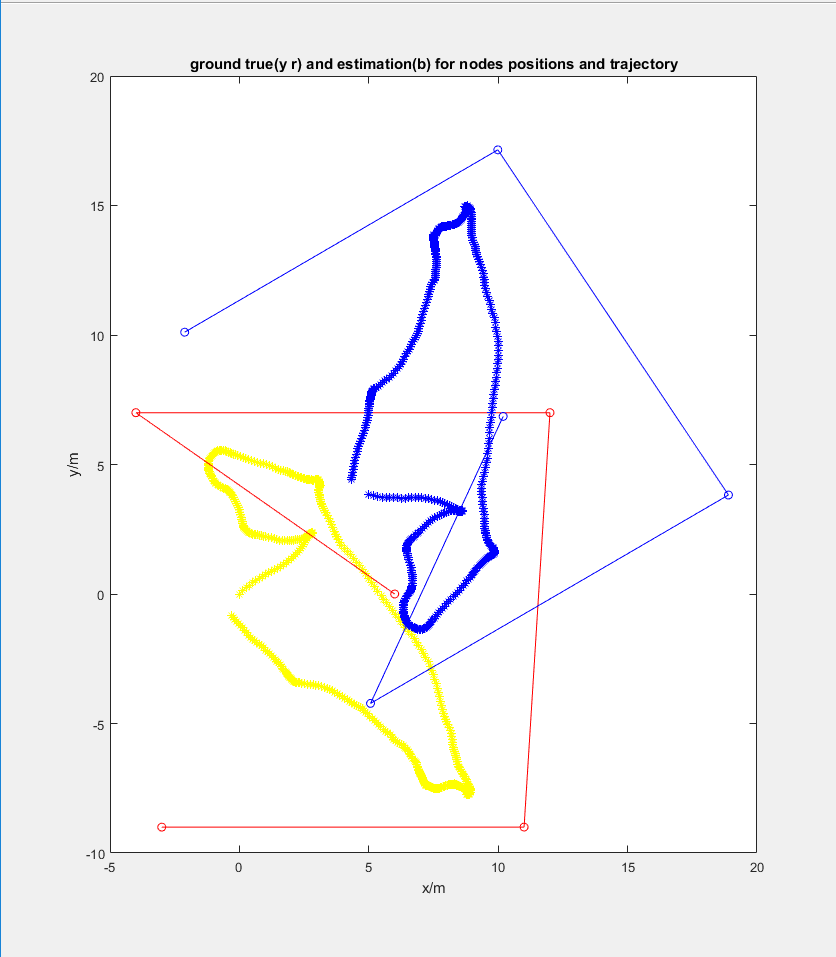 ground true(y r) and estimation(b) for nodes positions and trajectory
20
15
10
5
0
-5
-10
y/m
-5 0 5 10 15 20
x/m